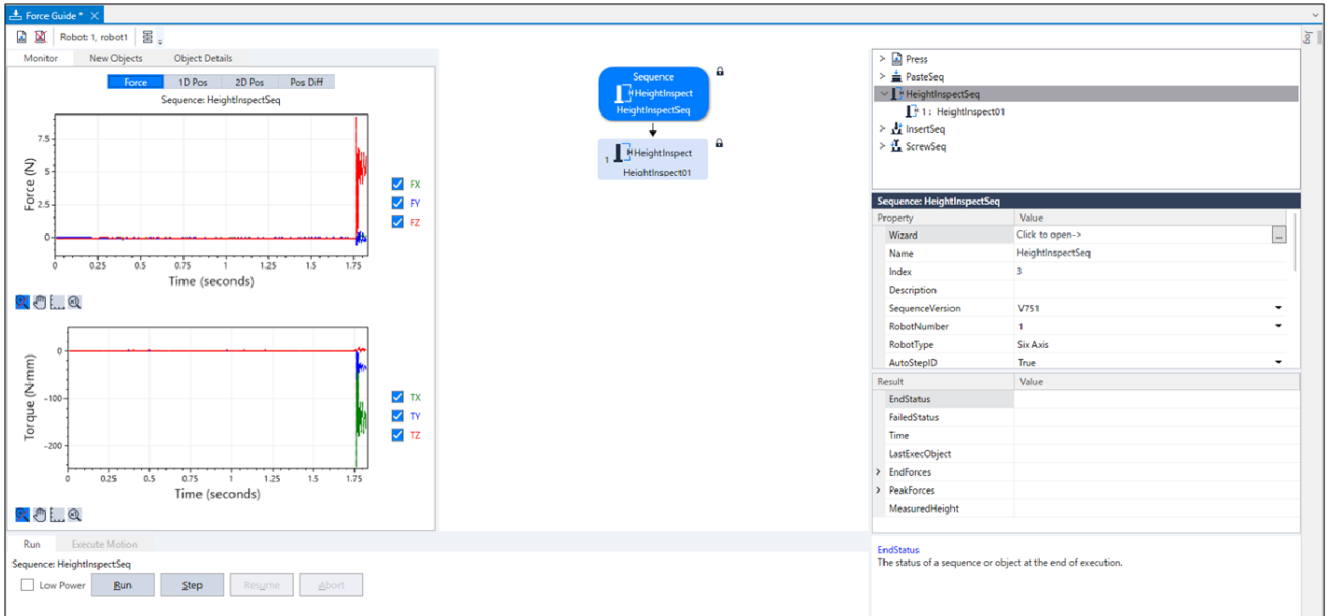 Force Guide *
Robot: 1, robot1
Jog
Monitor New Objects Object Details
Force 1D Pos 2D Pos Pos Diff
Sequence: HeightInspectSeq
Force (N)
7.5
5
2.5
0
0 0.25 0.5 0.75 1 1.25 1.5 1.75
Time (seconds)
FX
FY
FZ
Torque (N·mm)
0
-100
-200
0 0.25 0.5 0.75 1 1.25 1.5 1.75
Time (seconds)
TX
TY
TZ
Run Execute Motion
Sequence: HeightInspectSeq
Low Power Run Step Resume Abort
Sequence
HeightInspect
HeightInspectSeq
1 HeightInspect
HeightInspect01
Press
PasteSeq
HeightInspectSeq
1: HeightInspect01
InsertSeq
ScrewSeq
Sequence: HeightInspectSeq
Property Value
Wizard Click to open-> ...
Name HeightInspectSeq
Index 3
Description
SequenceVersion V751
RobotNumber 1
RobotType Six Axis
AutoStepID True
Result Value
EndStatus
FailedStatus
Time
LastExecObject
EndForces
PeakForces
MeasuredHeight
EndStatus
The status of a sequence or object at the end of execution.